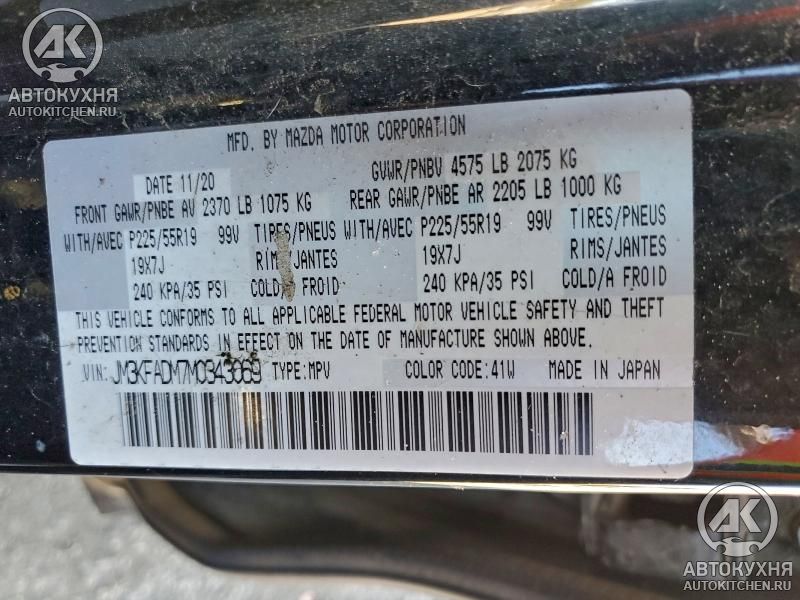 АК
АВТОКУХНЯ
AUTOKITCHEN.RU
MFD. BY MAZDA MOTOR CORPORATION
DATE 11/20
GVWR/PNBV 4575 LB 2075 KG
FRONT GAWR/PNBE AV 2370 LB 1075 KG
REAR GAWR/PNBE AR 2205 LB 1000 KG
WITH/AVEC P225/55R19 99V TIRES/PNEUS WITH/AVEC P225/55R19 99V TIRES/PNEUS
19X7J RIMS/JANTES 19X7J RIMS/JANTES
240 KPA/35 PSI COLD/A FROID 240 KPA/35 PSI COLD/A FROID
THIS VEHICLE CONFORMS TO ALL APPLICABLE FEDERAL MOTOR VEHICLE SAFETY AND THEFT
PREVENTION STANDARDS IN EFFECT ON THE DATE OF MANUFACTURE SHOWN ABOVE.
VIN: JM3KFADM7M0343069 TYPE:MPV COLOR CODE:41W MADE IN JAPAN
АК
АВТОКУХНЯ
AUTOKITCHEN.RU